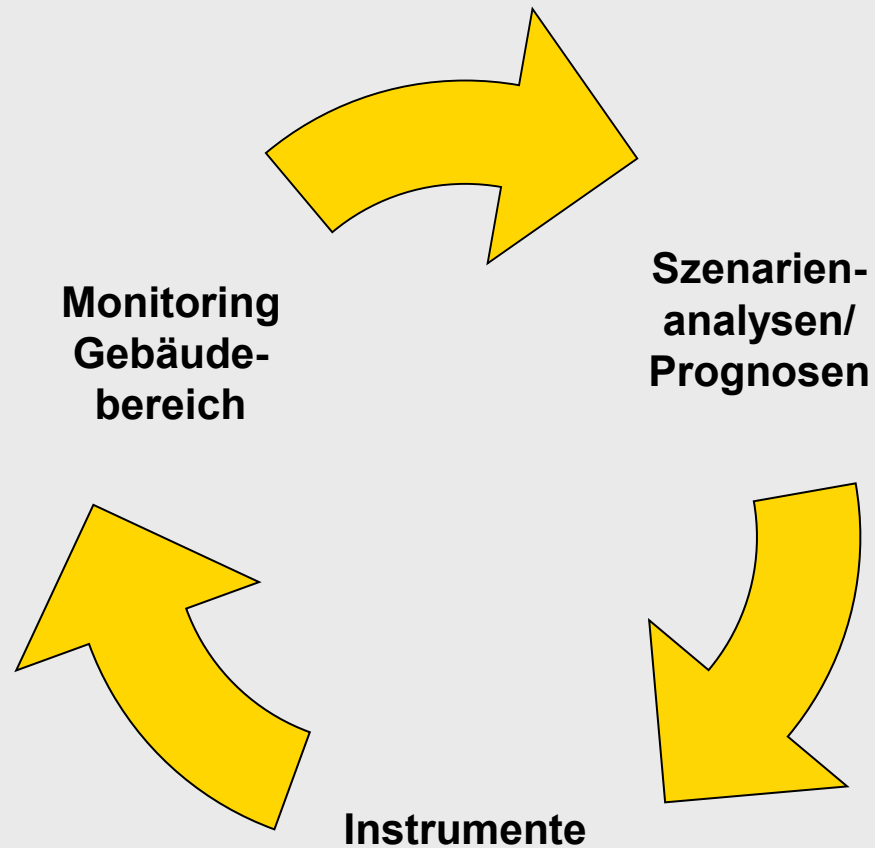 Monitoring
Gebäude-
bereich
Szenarien-
analysen/
Prognosen
Instrumente